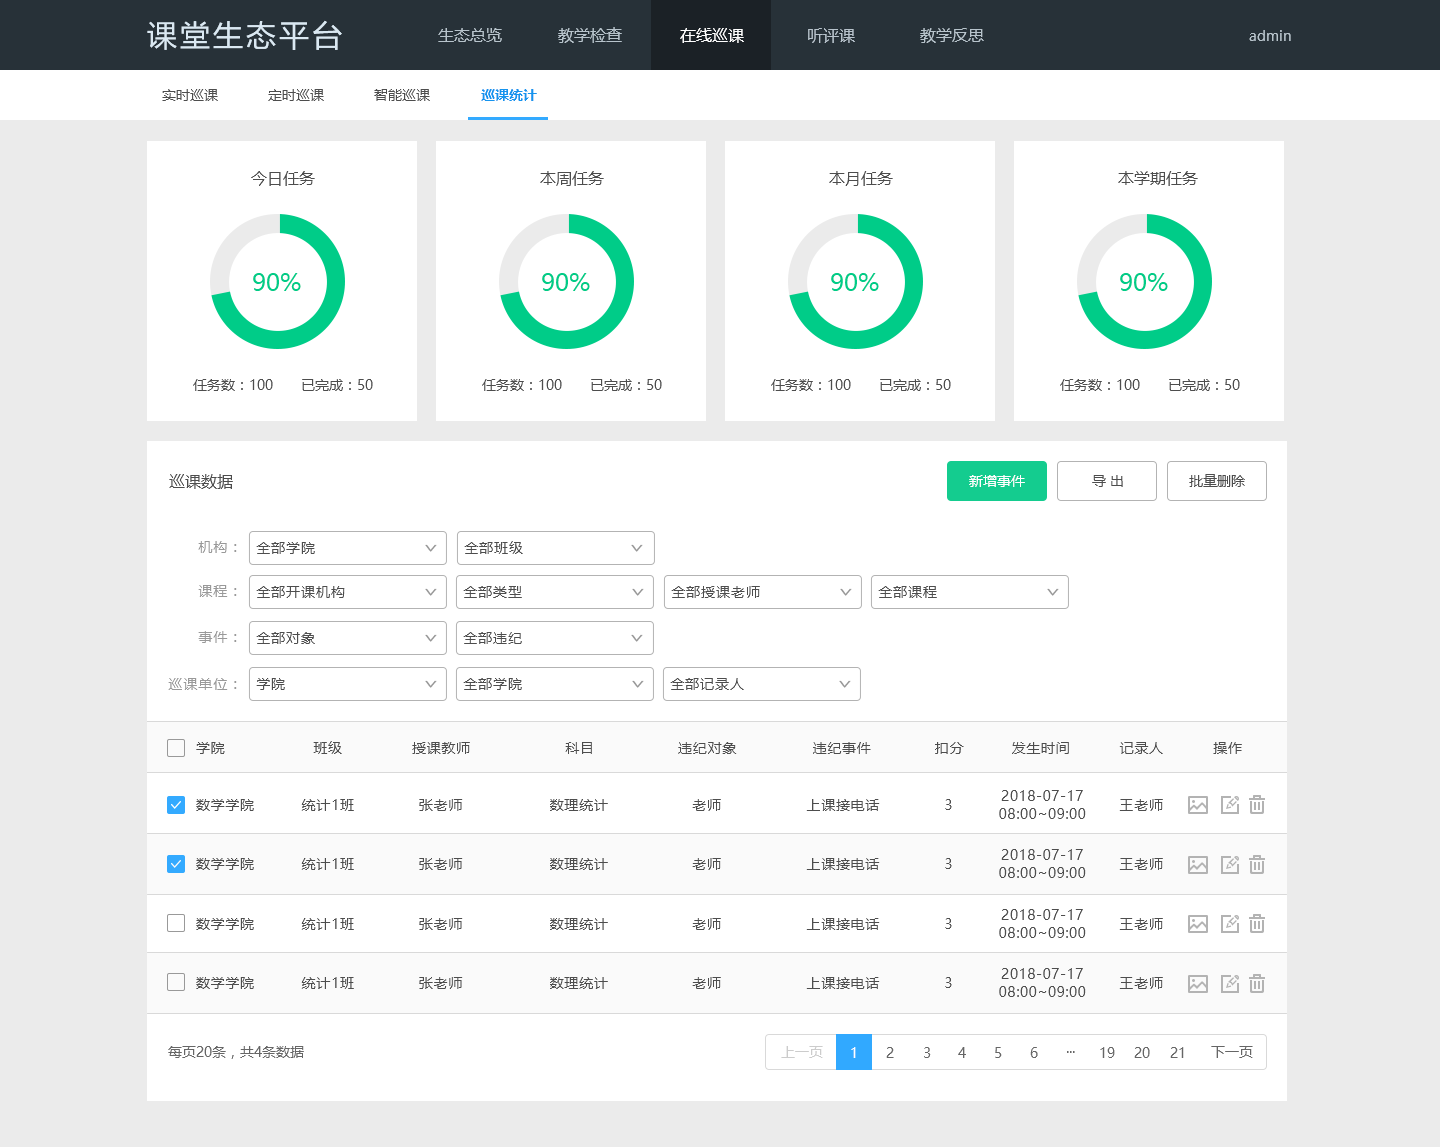 课堂生态平台 生态总览 教学检查 在线巡课 听评课 教学反思 admin
实时巡课 定时巡课 智能巡课 巡课统计
今日任务 本周任务 本月任务 本学期任务
90% 90% 90% 90%
任务数：100 已完成：50 任务数：100 已完成：50 任务数：100 已完成：50 任务数：100 已完成：50
巡课数据 新增事件 导 出 批量删除
机构： 全部学院 全部班级
课程： 全部开课机构 全部类型 全部授课老师 全部课程
事件： 全部对象 全部违纪
巡课单位： 学院 全部学院 全部记录人
学院 班级 授课教师 科目 违纪对象 违纪事件 扣分 发生时间 记录人 操作
数学学院 统计1班 张老师 数理统计 老师 上课接电话 3 2018-07-17 王老师
08:00~09:00
数学学院 统计1班 张老师 数理统计 老师 上课接电话 3 2018-07-17 王老师
08:00~09:00
数学学院 统计1班 张老师 数理统计 老师 上课接电话 3 2018-07-17 王老师
08:00~09:00
数学学院 统计1班 张老师 数理统计 老师 上课接电话 3 2018-07-17 王老师
08:00~09:00
每页20条，共4条数据 上一页 1 2 3 4 5 6 ··· 19 20 21 下一页